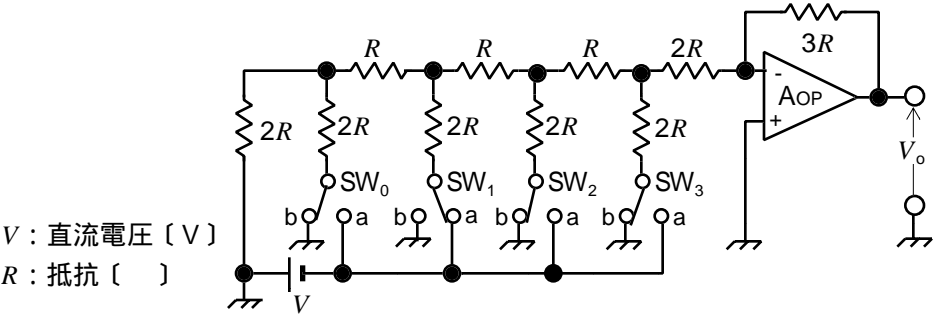 R R R 2R 3R
- AOP
+
2R 2R 2R 2R 2R
Vo
SW0 SW1 SW2 SW3
b a b a b a b a
V:直流電圧〔V〕
R:抵抗〔 〕
V